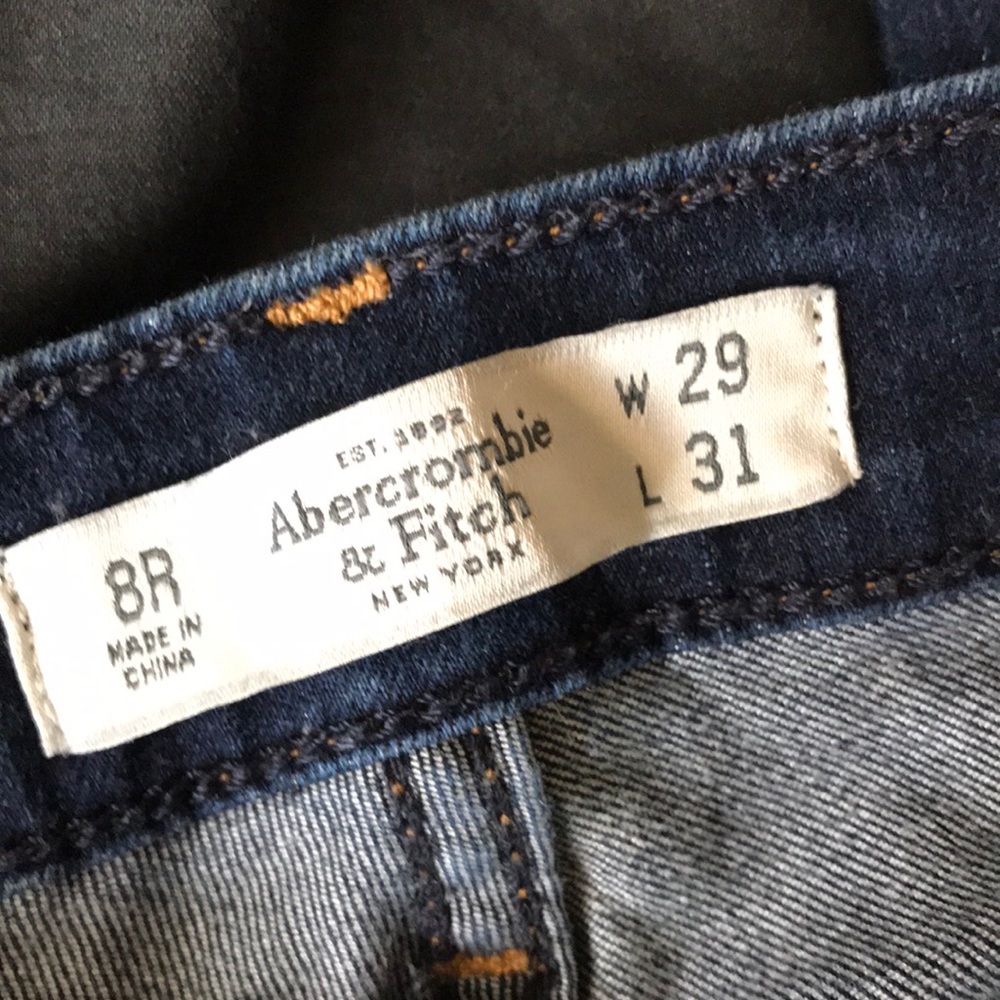 8R
MADE IN
CHINA
EST. 1892
Abercrombie
& Fitch
NEW YORK
W 29
L 31